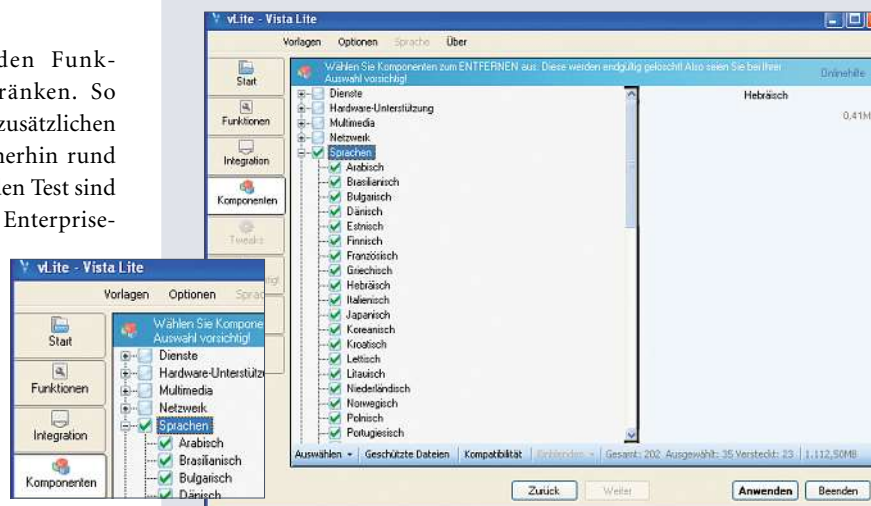 den Funk-
ränken. So
zusätzlichen
nerhin rund
en Test sind
Enterprise-
vLite - Vista Lite
Vorlagen Optionen Sprache Über
Start
Funktionen
Integration
Komponenten
Tweaks
Wählen Sie Komponenten zum ENTFERNEN aus. Diese werden endgültig gelöscht! Also seien Sie bei Ihrer
Auswahl vorsichtig!
Onlinehilfe
Dienste
Hardware-Unterstützung
Multimedia
Netzwerk
Sprachen
Arabisch
Brasilianisch
Bulgarisch
Dänisch
Estnisch
Finnisch
Französisch
Griechisch
Hebräisch
Italienisch
Japanisch
Koreanisch
Kroatisch
Lettisch
Litauisch
Niederländisch
Norwegisch
Polnisch
Portugiesisch
Hebräisch
0,41M
Auswählen Geschützte Dateien Kompatibilität Einblenden Gesamt: 202 Ausgewählt: 35 Versteckt: 23 1.112,50MB
Zurück Weiter Anwenden Beenden
vLite - Vista Lite
Vorlagen Optionen Sprac
Start
Funktionen
Integration
Komponenten
Wählen Sie Kompone
Auswahl vorsichtig!
Dienste
Hardware-Unterstützu
Multimedia
Netzwerk
Sprachen
Arabisch
Brasilianisch
Bulgarisch
Dänisch